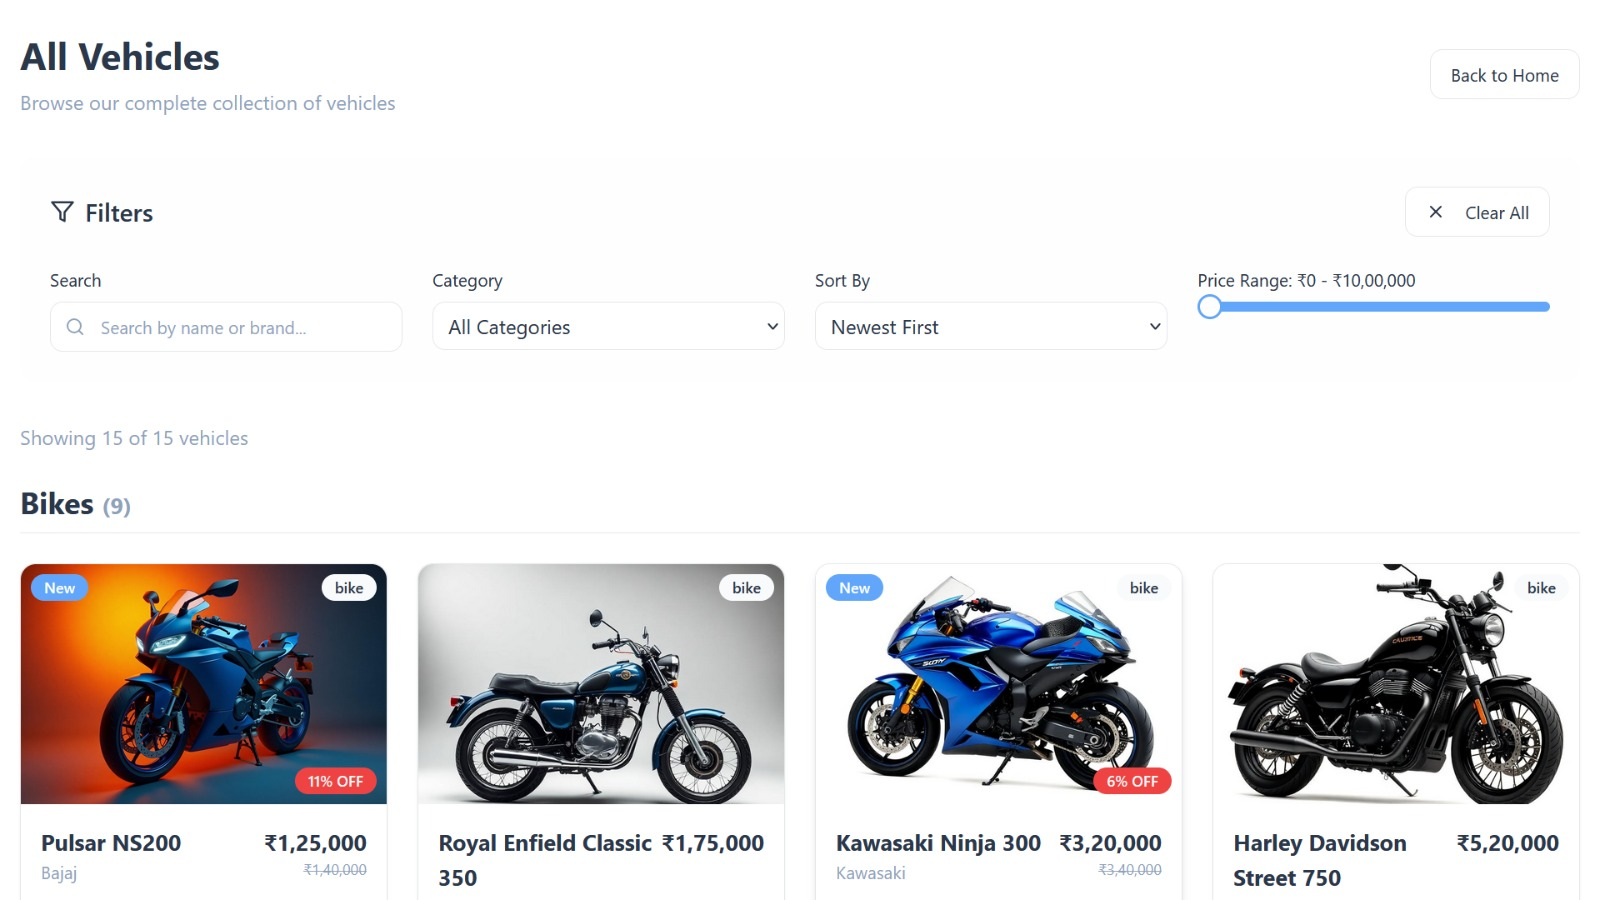 All Vehicles
Browse our complete collection of vehicles
Back to Home
Filters
Clear All
Search
Search by name or brand...
Category
All Categories
Sort By
Newest First
Price Range: ₹0 - ₹10,00,000
Showing 15 of 15 vehicles
Bikes (9)
New
bike
11% OFF
Pulsar NS200
₹1,25,000
Bajaj
₹1,40,000
bike
Royal Enfield Classic
350
₹1,75,000
New
bike
6% OFF
Kawasaki Ninja 300
₹3,20,000
Kawasaki
₹3,40,000
bike
Harley Davidson
Street 750
₹5,20,000